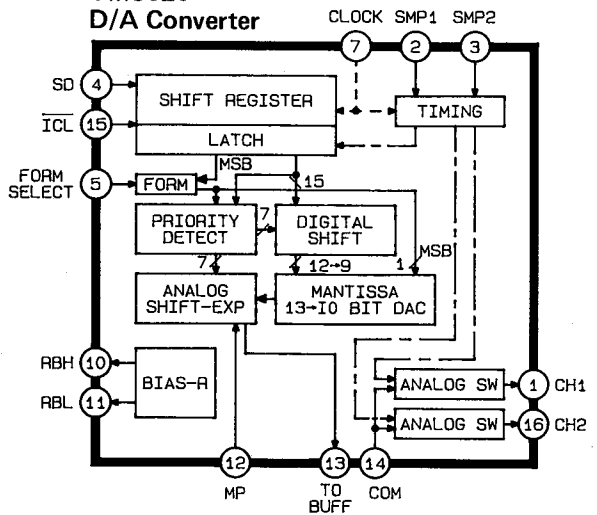 D/A Converter
CLOCK SMP1 SMP2
7 2 3
SD 4
SHIFT REGISTER
TIMING
ICL 15
LATCH
MSB
15
FORM SELECT 5
FORM
PRIORITY DETECT
7
DIGITAL SHIFT
7
12→9
1
MSB
ANALOG SHIFT-EXP
MANTISSA 13→10 BIT DAC
RBH 10
BIAS-R
RBL 11
ANALOG SW
1 CH1
ANALOG SW
16 CH2
12 13 14
MP
TO BUFF
COM